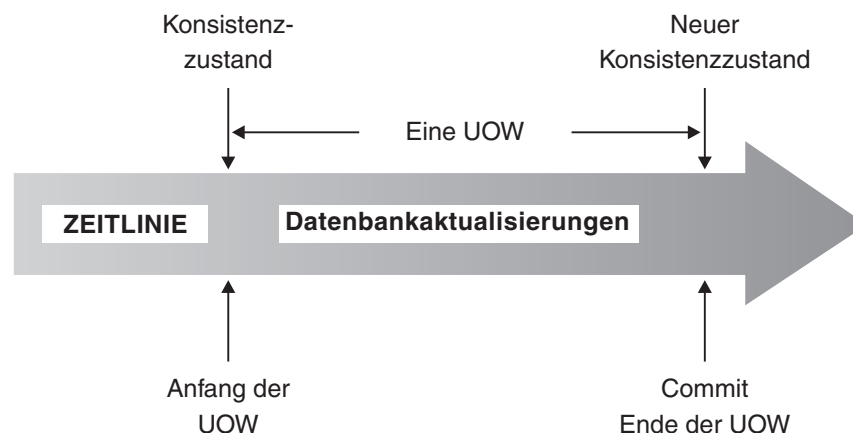 Konsistenz-
zustand
Neuer
Konsistenzzustand
Eine UOW
ZEITLINIE
Datenbankaktualisierungen
Anfang der
UOW
Commit
Ende der UOW